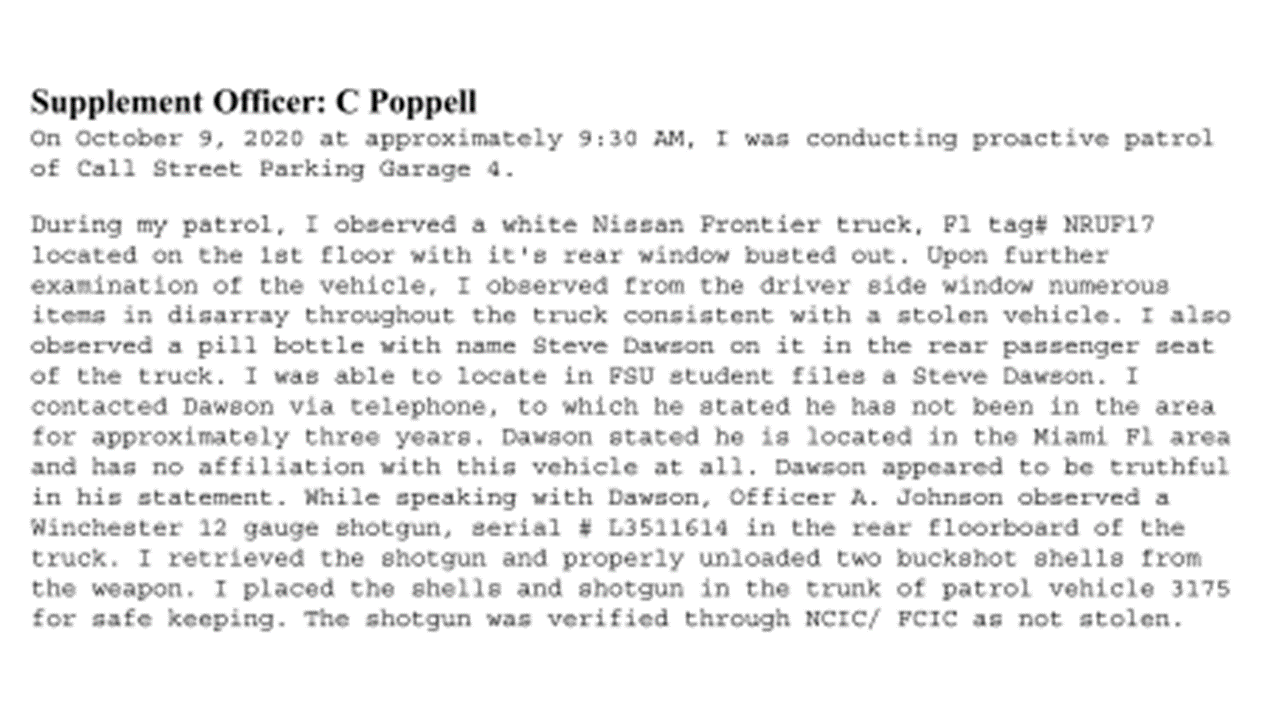 Supplement Officer: C Poppell
On October 9, 2020 at approximately 9:30 AM, I was conducting proactive patrol
of Call Street Parking Garage 4.
During my patrol, I observed a white Nissan Frontier truck, Fl tag# NRUF17
located on the 1st floor with it's rear window busted out. Upon further
examination of the vehicle, I observed from the driver side window numerous
items in disarray throughout the truck consistent with a stolen vehicle. I also
observed a pill bottle with name Steve Dawson on it in the rear passenger seat
of the truck. I was able to locate in FSU student files a Steve Dawson. I
contacted Dawson via telephone, to which he stated he has not been in the area
for approximately three years. Dawson stated he is located in the Miami Fl area
and has no affiliation with this vehicle at all. Dawson appeared to be truthful
in his statement. While speaking with Dawson, Officer A. Johnson observed a
Winchester 12 gauge shotgun, serial # L3511614 in the rear floorboard of the
truck. I retrieved the shotgun and properly unloaded two buckshot shells from
the weapon. I placed the shells and shotgun in the trunk of patrol vehicle 3175
for safe keeping. The shotgun was verified through NCIC/ FCIC as not stolen.